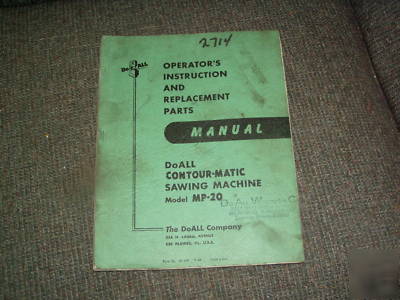 2714
DoALL
OPERATOR'S
INSTRUCTION
AND
REPLACEMENT
PARTS
MANUAL
DoALL
CONTOUR-MATIC
SAWING MACHINE
Model MP-20
The DoALL Company
DES PLAINES, ILL., U.S.A.